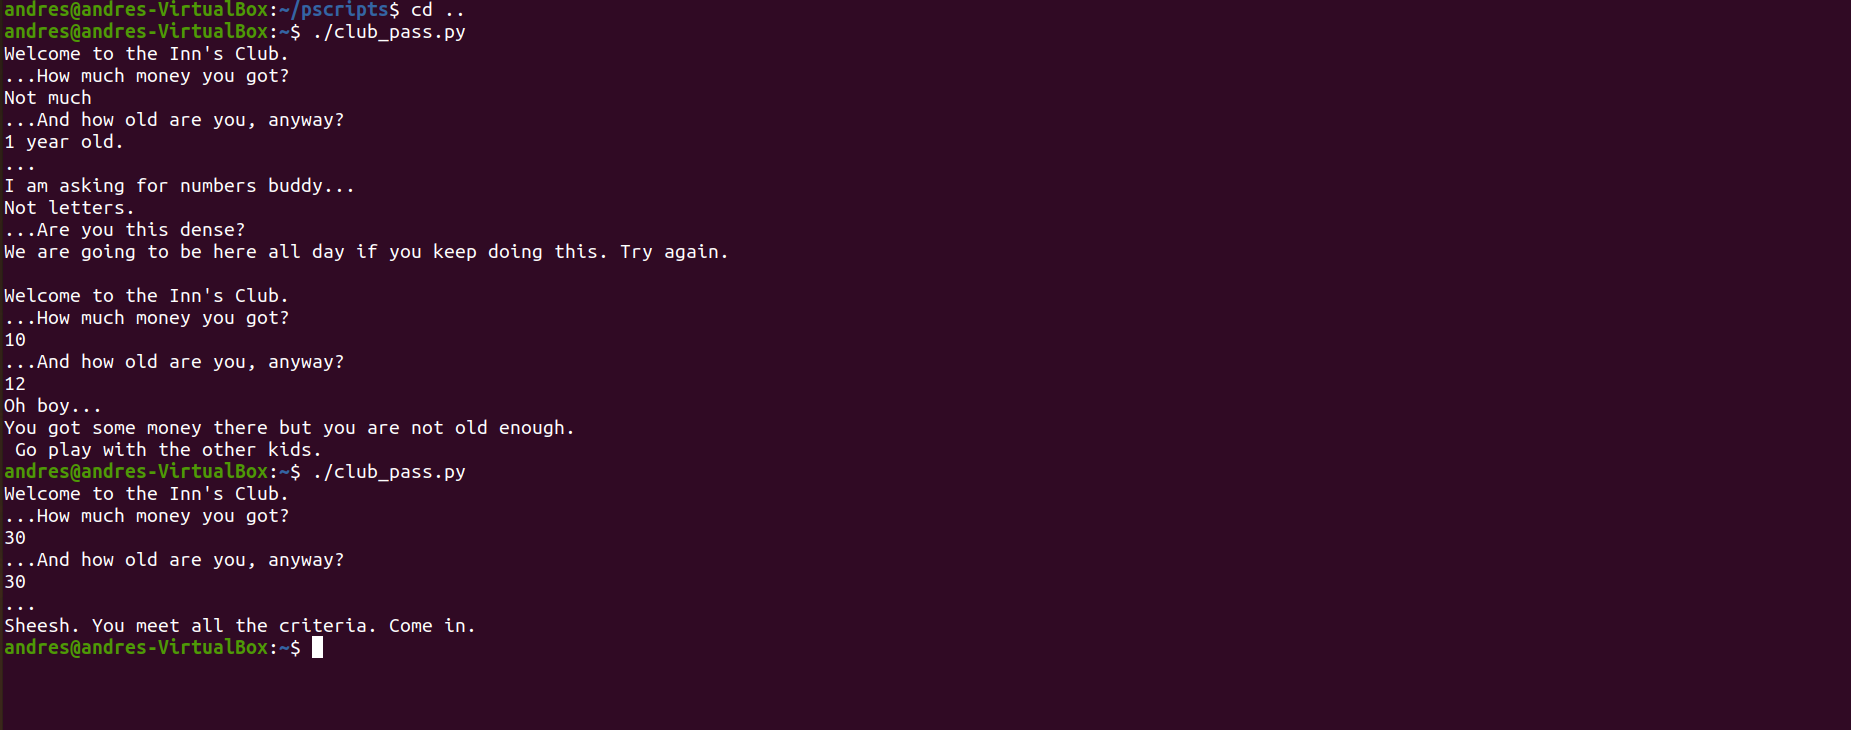 andres@andres-VirtualBox:~/pscripts$ cd ..
andres@andres-VirtualBox:~$ ./club_pass.py
Welcome to the Inn's Club.
...How much money you got?
Not much
...And how old are you, anyway?
1 year old.
...
I am asking for numbers buddy...
Not letters.
...Are you this dense?
We are going to be here all day if you keep doing this. Try again.

Welcome to the Inn's Club.
...How much money you got?
10
...And how old are you, anyway?
12
Oh boy...
You got some money there but you are not old enough.
 Go play with the other kids.
andres@andres-VirtualBox:~$ ./club_pass.py
Welcome to the Inn's Club.
...How much money you got?
30
...And how old are you, anyway?
30
...
Sheesh. You meet all the criteria. Come in.
andres@andres-VirtualBox:~$